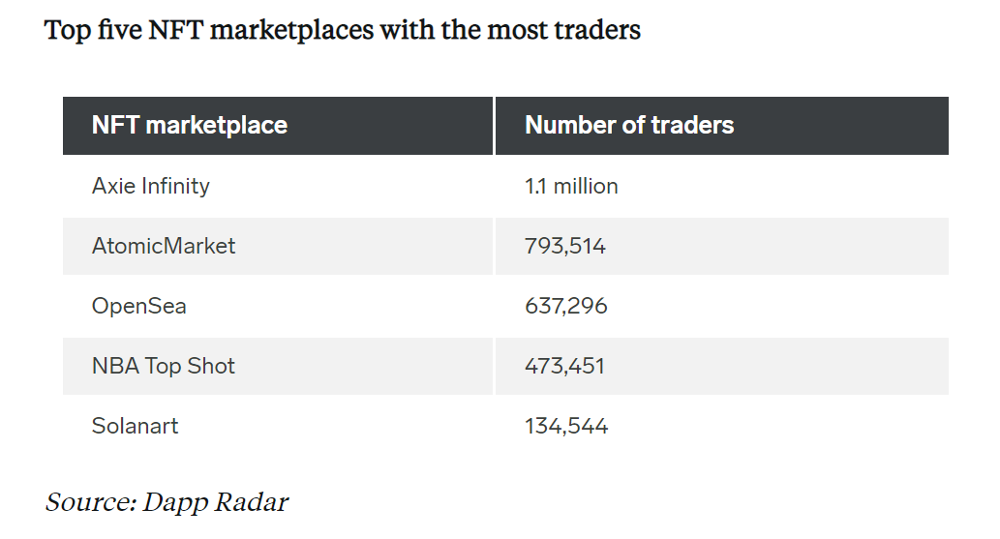 Top five NFT marketplaces with the most traders
NFT marketplace Number of traders
Axie Infinity 1.1 million
AtomicMarket 793,514
OpenSea 637,296
NBA Top Shot 473,451
Solanart 134,544
Source: Dapp Radar